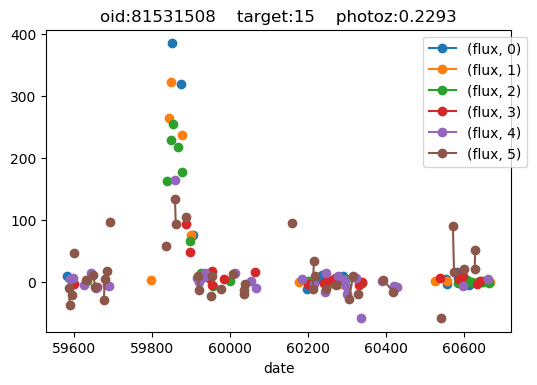 oid:81531508    target:15    photoz:0.2293
(flux, 0)
(flux, 1)
(flux, 2)
(flux, 3)
(flux, 4)
(flux, 5)
400
300
200
100
0
59600 59800 60000 60200 60400 60600
date